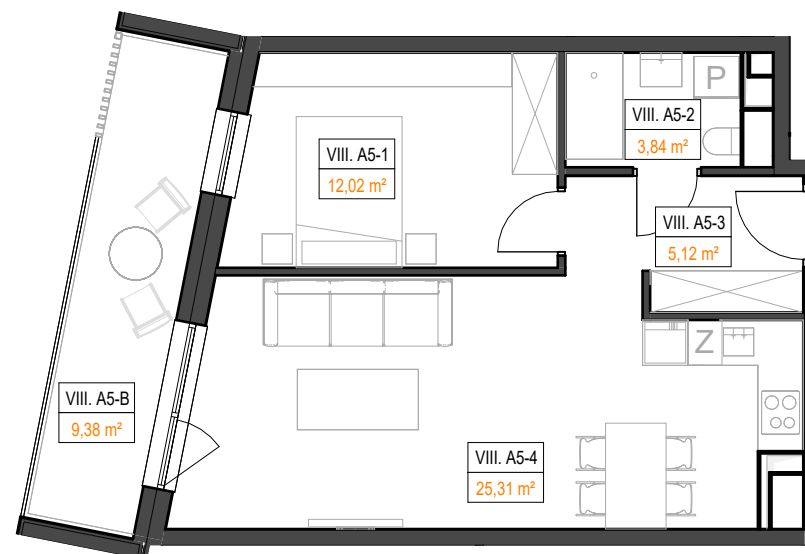 P
VIII. A5-2
3,84 m²
VIII. A5-1
12,02 m²
VIII. A5-3
5,12 m²
Z
VIII. A5-B
9,38 m²
VIII. A5-4
25,31 m²